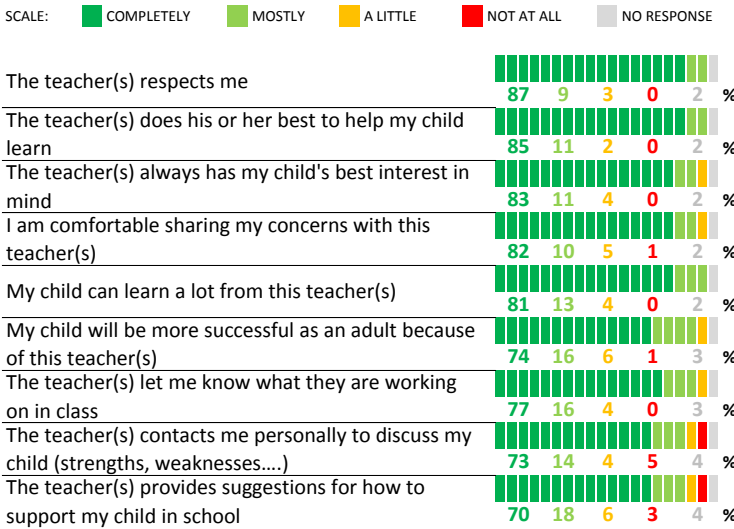 SCALE: COMPLETELY MOSTLY A LITTLE NOT AT ALL NO RESPONSE
The teacher(s) respects me
87 9 3 0 2 %
The teacher(s) does his or her best to help my child
learn
85 11 2 0 2 %
The teacher(s) always has my child's best interest in
mind
83 11 4 0 2 %
I am comfortable sharing my concerns with this
teacher(s)
82 10 5 1 2 %
My child can learn a lot from this teacher(s)
81 13 4 0 2 %
My child will be more successful as an adult because
of this teacher(s)
74 16 6 1 3 %
The teacher(s) let me know what they are working
on in class
77 16 4 0 3 %
The teacher(s) contacts me personally to discuss my
child (strengths, weaknesses....)
73 14 4 5 4 %
The teacher(s) provides suggestions for how to
support my child in school
70 18 6 3 4 %